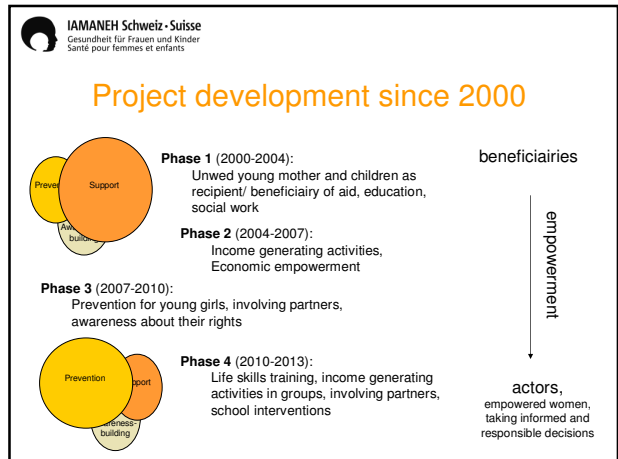 IAMANEH Schweiz • Suisse
Gesundheit für Frauen und Kinder
Santé pour femmes et enfants
Project development since 2000
Support
Phase 1 (2000-2004):
Unwed young mother and children as
recipient/ beneficiairy of aid, education,
social work
Phase 2 (2004-2007):
Income generating activities,
Economic empowerment
Phase 3 (2007-2010):
Prevention for young girls, involving partners,
awareness about their rights
Prevention
building
Phase 4 (2010-2013):
Life skills training, income generating
activities in groups, involving partners,
school interventions
beneficiairies
empowerment
actors,
empowered women,
taking informed and
responsible decisions